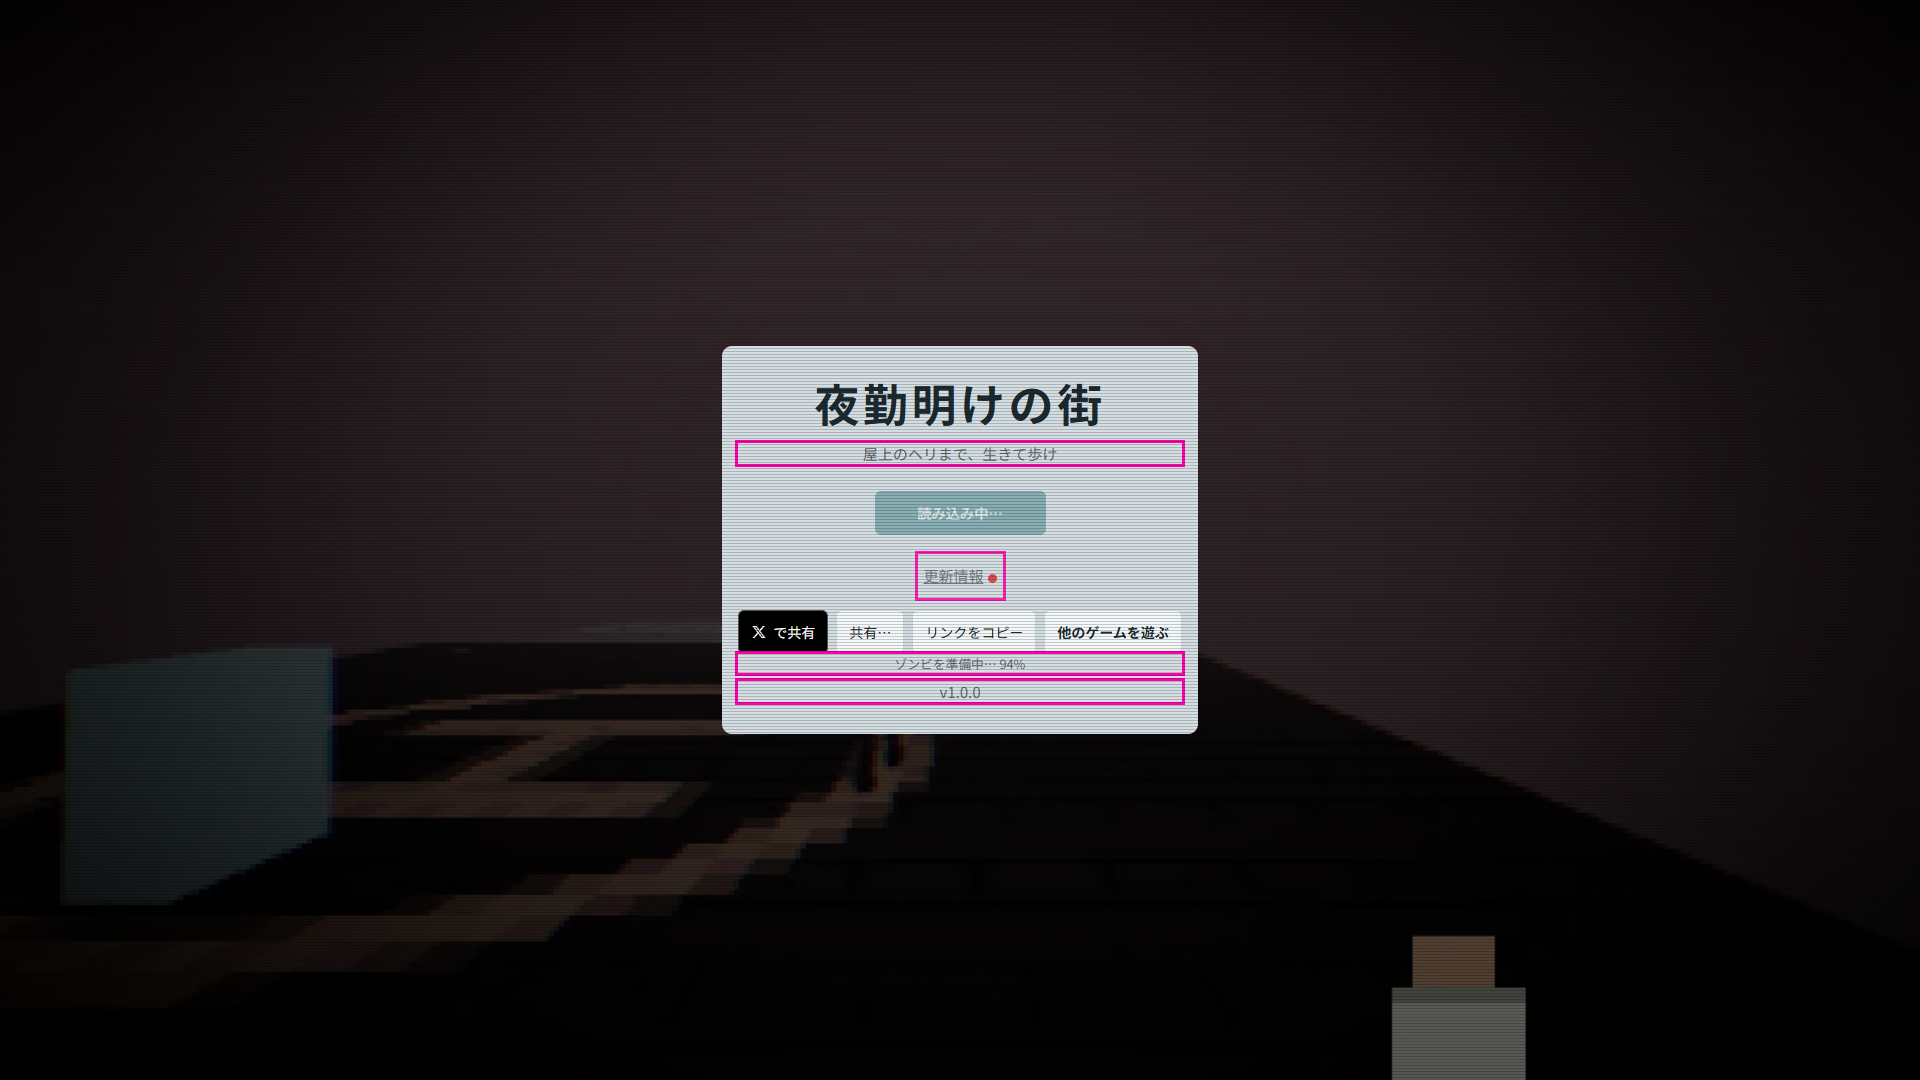 夜勤明けの街
屋上のヘリまで、生きて歩け
読み込み中…
更新情報
X で共有
共有…
リンクをコピー
他のゲームを遊ぶ
ゾンビを準備中… 94%
v1.0.0